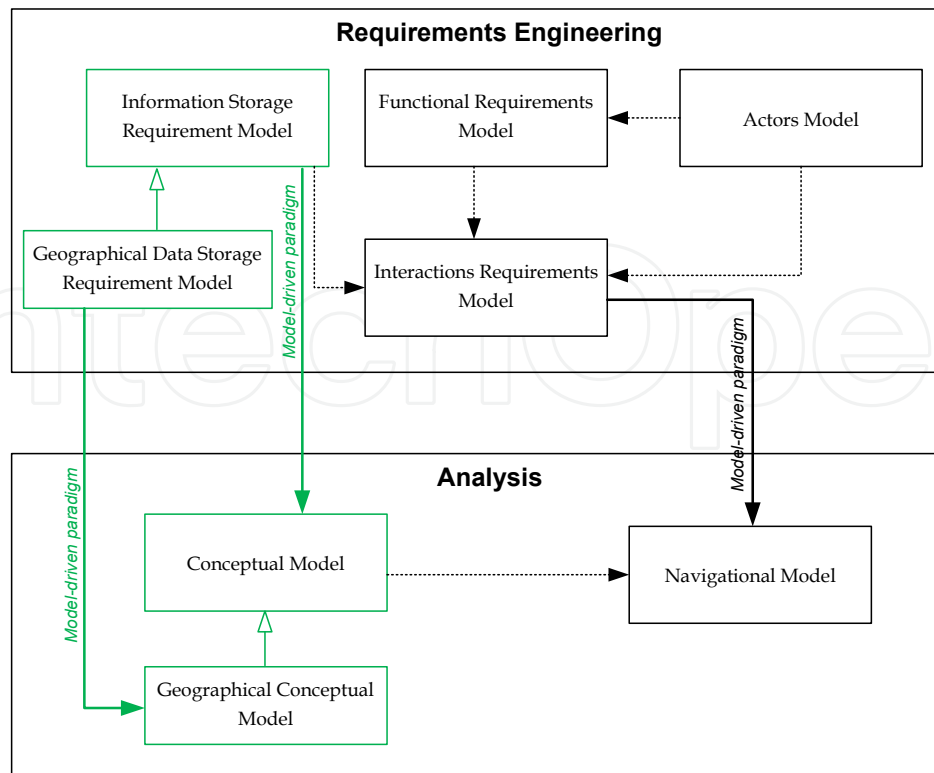 Requirements Engineering
Information Storage
Requirement Model
Functional Requirements
Model
Actors Model
Geographical Data Storage
Requirement Model
Interactions Requirements
Model
Model-driven paradigm
Model-driven paradigm
Model-driven paradigm
Analysis
Conceptual Model
Navigational Model
Geographical Conceptual
Model
ntechOpe